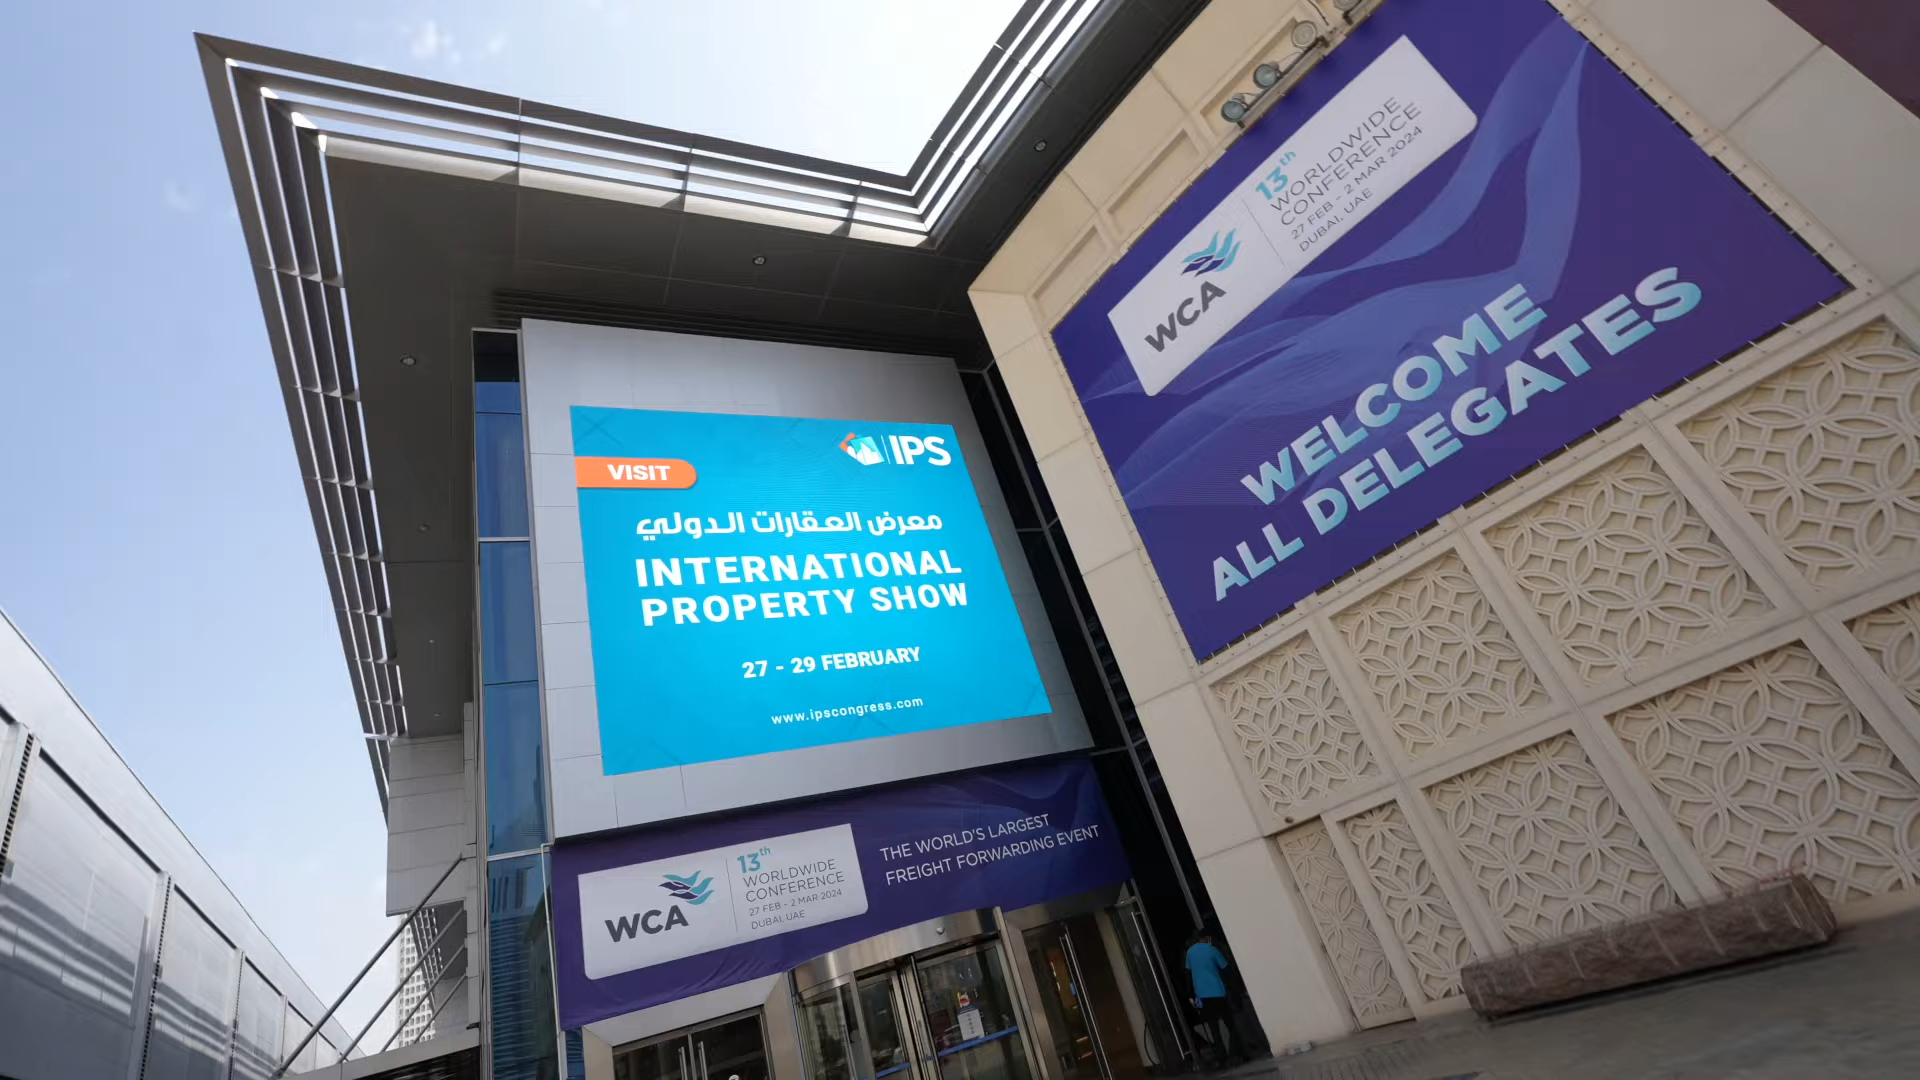 IPS
VISIT
معرض العقارات الدولي
INTERNATIONAL
PROPERTY SHOW
27 - 29 FEBRUARY
www.ipscongress.com
WCA
13th
WORLDWIDE
CONFERENCE
27 FEB - 2 MAR 2024
DUBAI, UAE
WELCOME
ALL DELEGATES
WCA
13th
WORLDWIDE
CONFERENCE
27 FEB - 2 MAR 2024
DUBAI, UAE
THE WORLD'S LARGEST
FREIGHT FORWARDING EVENT